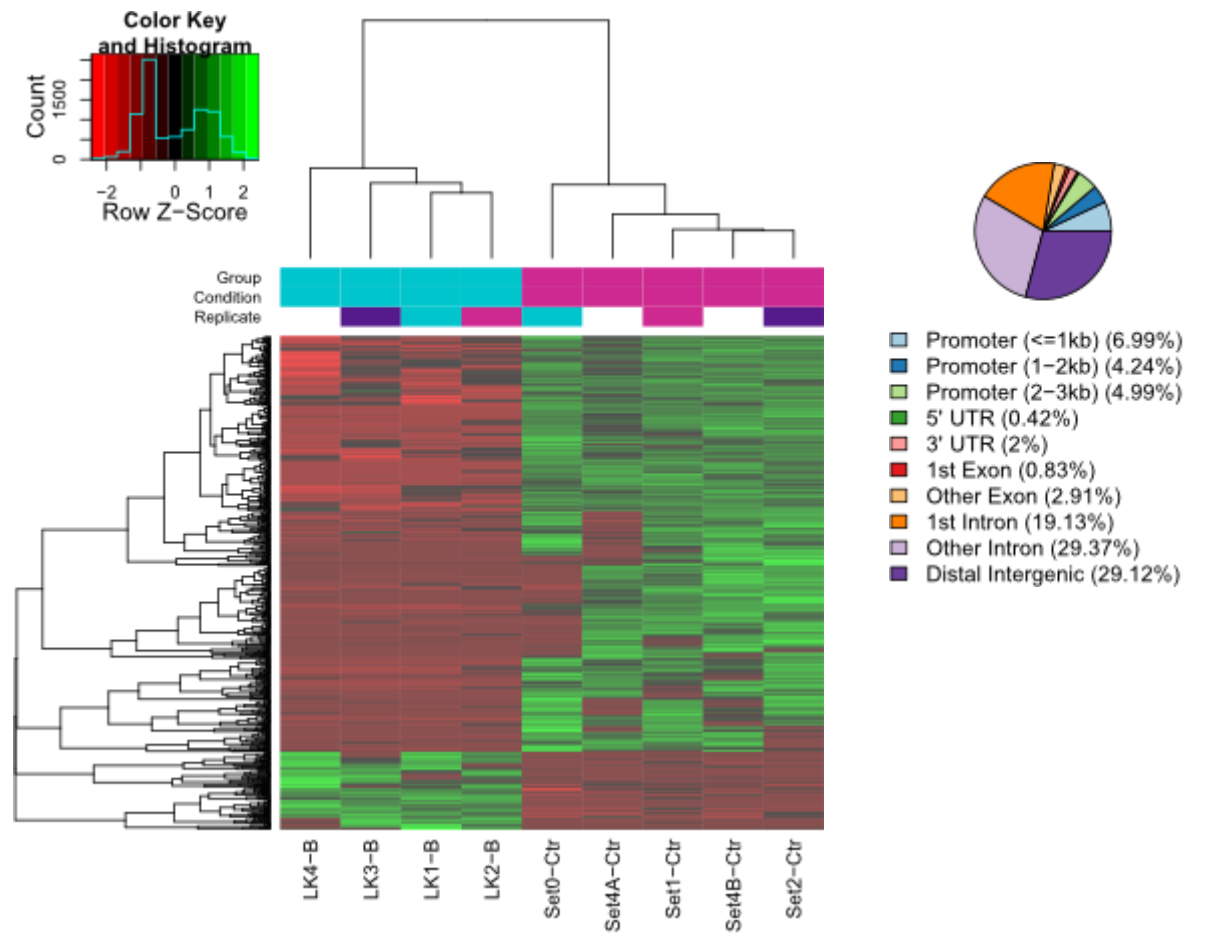 Color Key
and Histogram
Count
0
1500
−2
0
1
2
Row Z−Score
Group
Condition
Replicate
LK4−B
LK3−B
LK1−B
LK2−B
Set0−Ctr
Set4A−Ctr
Set1−Ctr
Set4B−Ctr
Set2−Ctr
Promoter (<=1kb) (6.99%)
Promoter (1−2kb) (4.24%)
Promoter (2−3kb) (4.99%)
5' UTR (0.42%)
3' UTR (2%)
1st Exon (0.83%)
Other Exon (2.91%)
1st Intron (19.13%)
Other Intron (29.37%)
Distal Intergenic (29.12%)